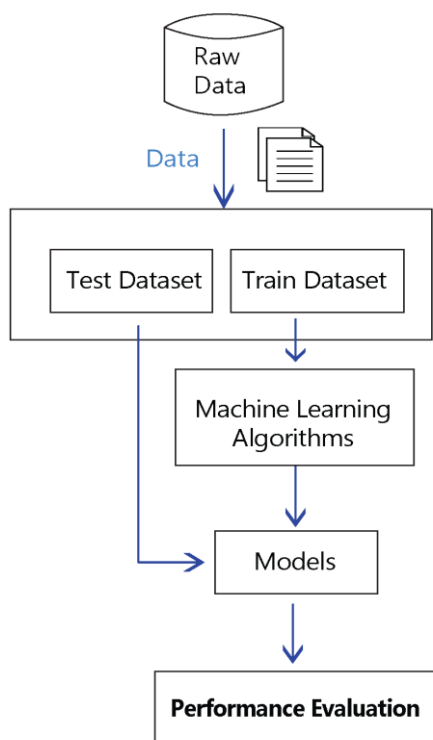 Raw
Data
Data
Test Dataset
Train Dataset
Machine Learning
Algorithms
Models
Performance Evaluation